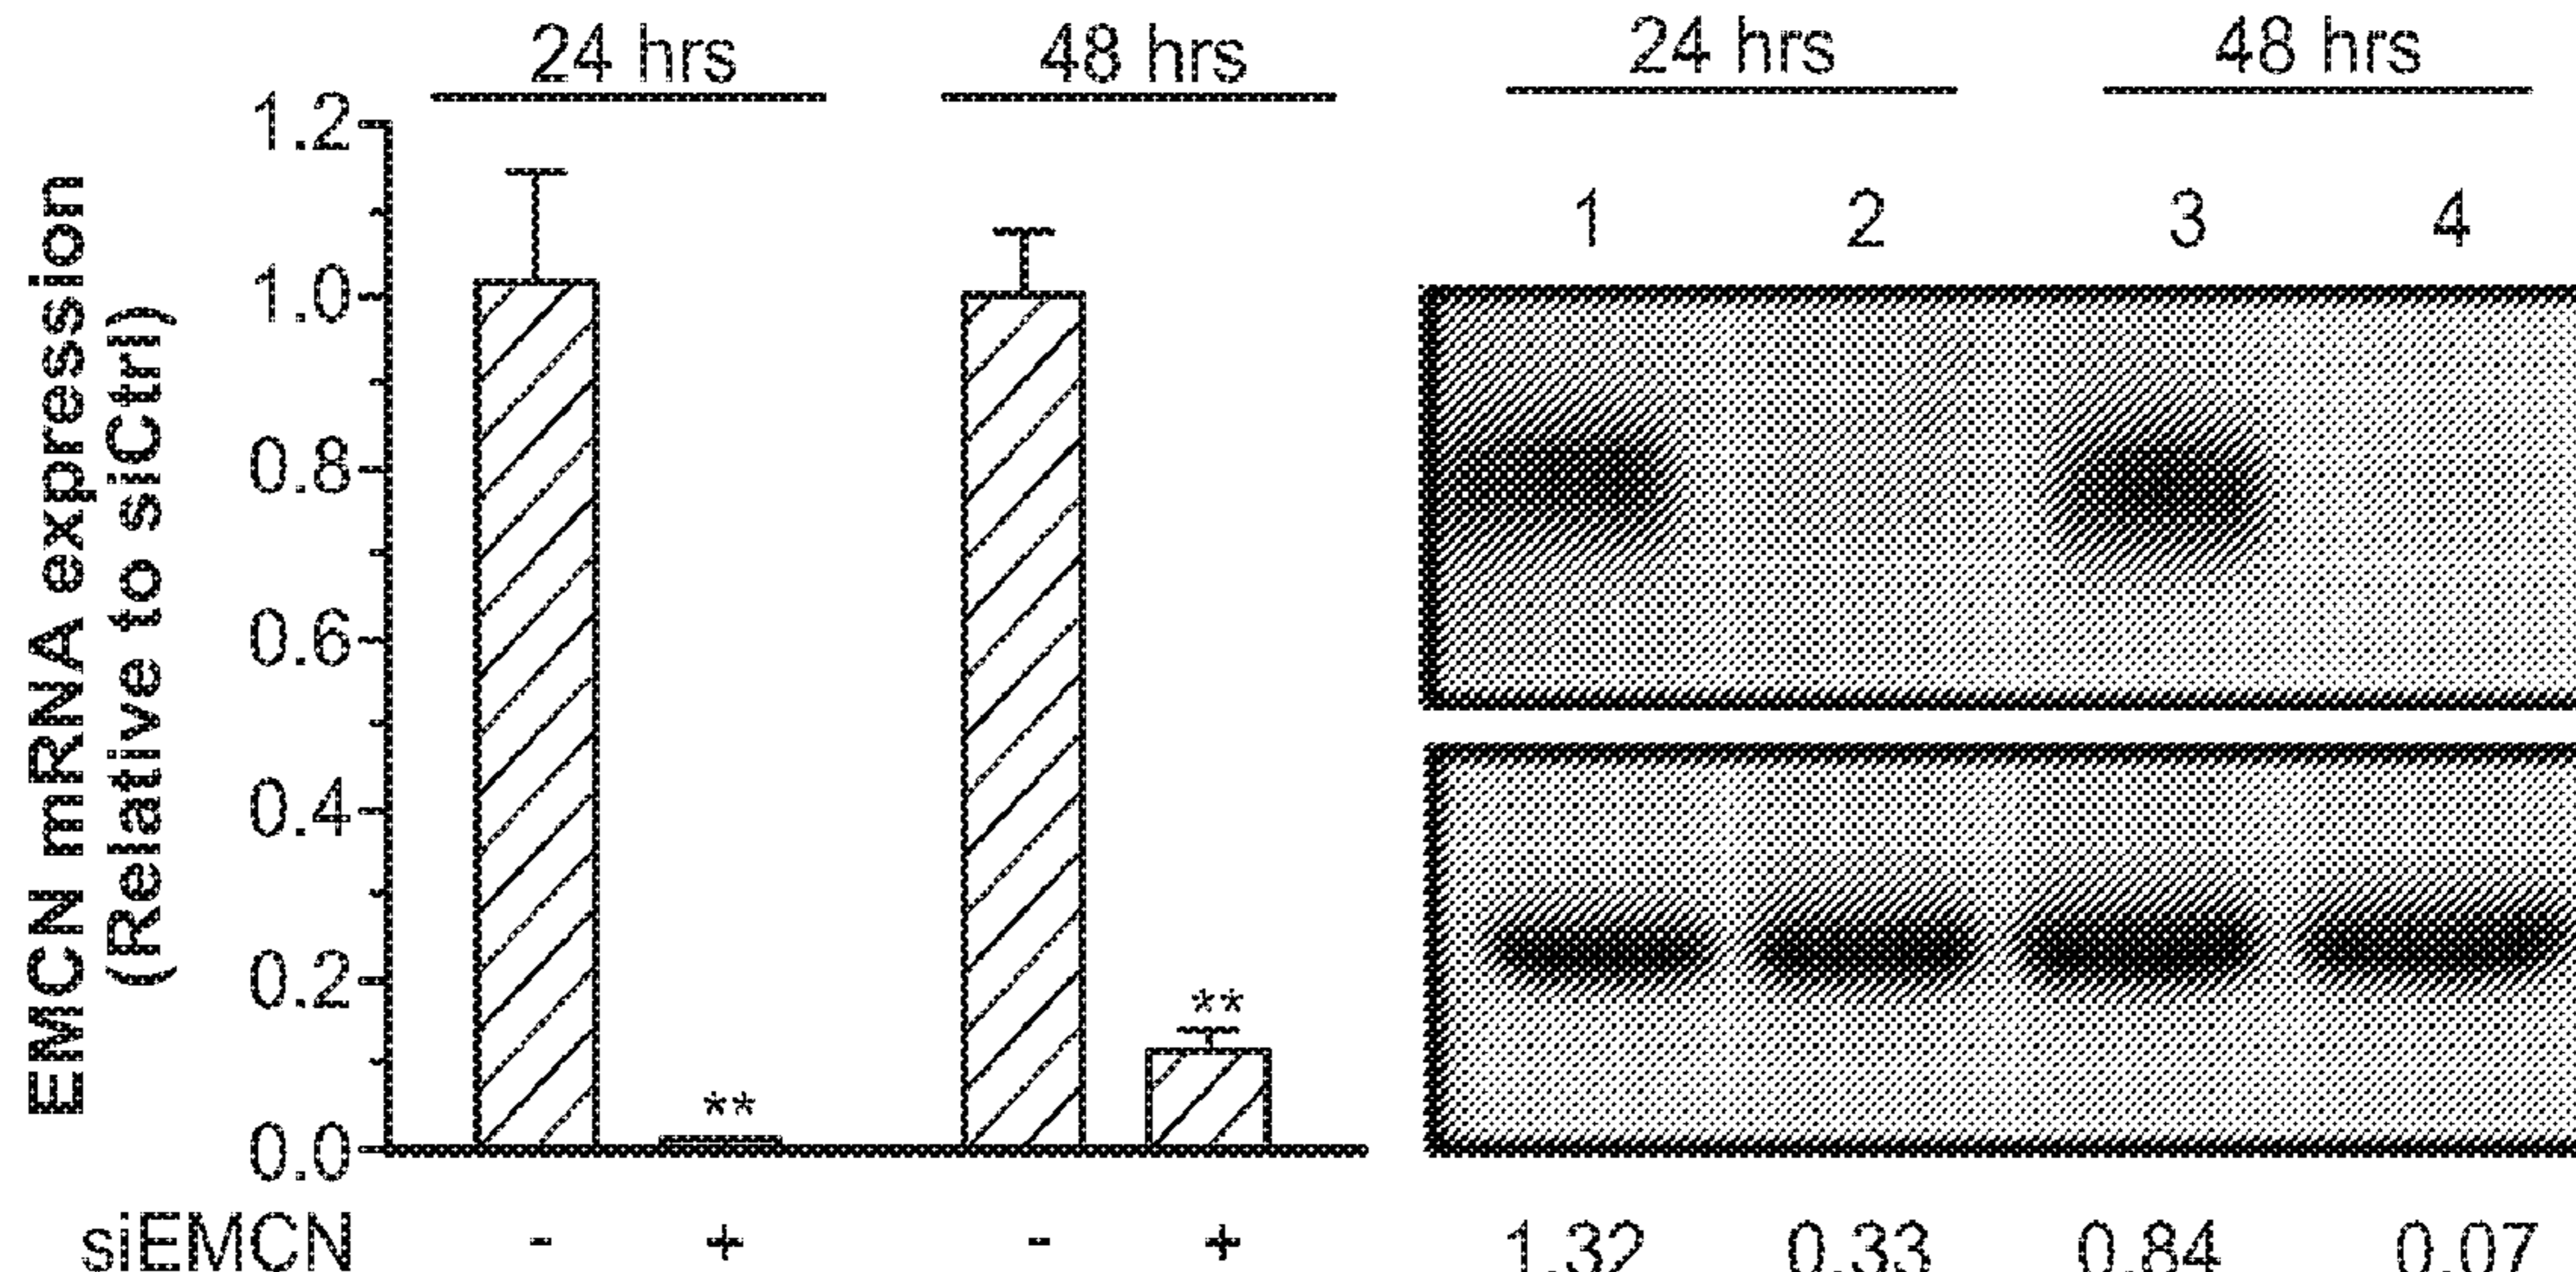 24 hrs 48 hrs 24 hrs 48 hrs
EMCN mRNA expression
(Relative to siCtrl)
1.2
1.0
0.8
0.6
0.4
0.2
0.0
** **
1 2 3 4
siEMCN - + - + 1.32 0.33 0.84 0.07